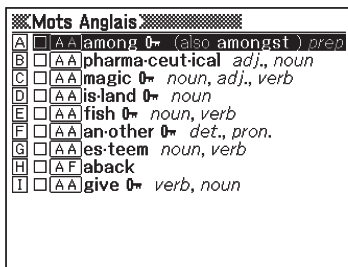 Mots Anglais
A AA among (also amongst ) prep
B AA pharma·ceut·ical adj., noun
C AA magic noun, adj., verb
D AA is·land noun
E AA fish noun, verb
F AA an·other det., pron.
G AA es·teem noun, verb
H AF aback
I AA give verb, noun